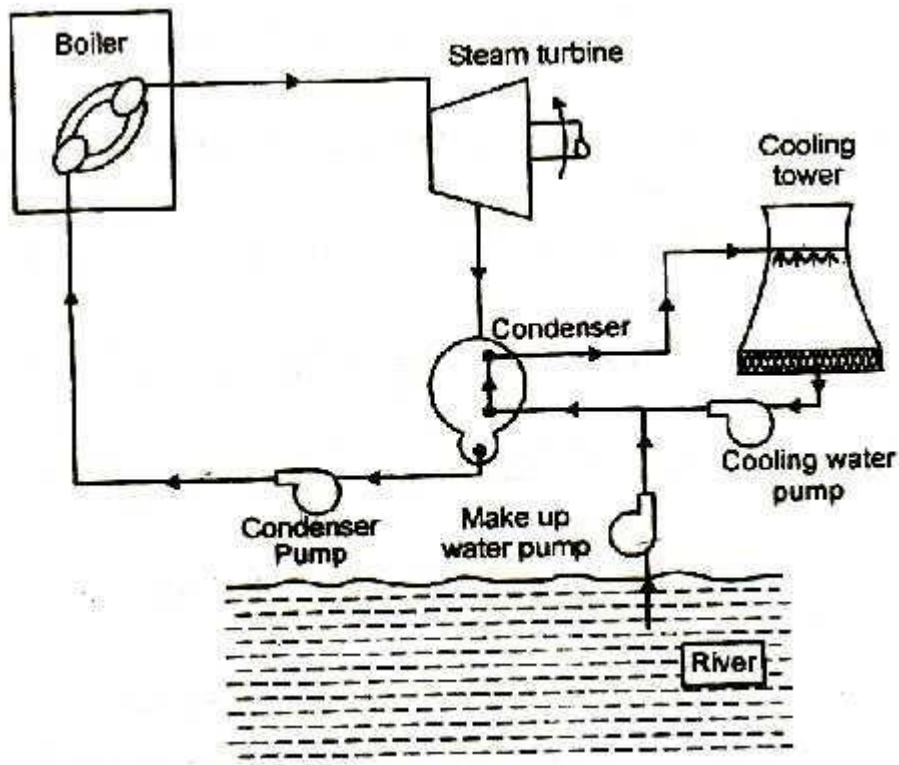 Boiler
Steam turbine
Cooling
tower
Condenser
Cooling water
pump
Condenser
Pump
Make up
water pump
River